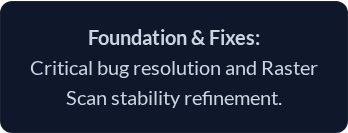 Foundation & Fixes:
Critical bug resolution and Raster
Scan stability refinement.